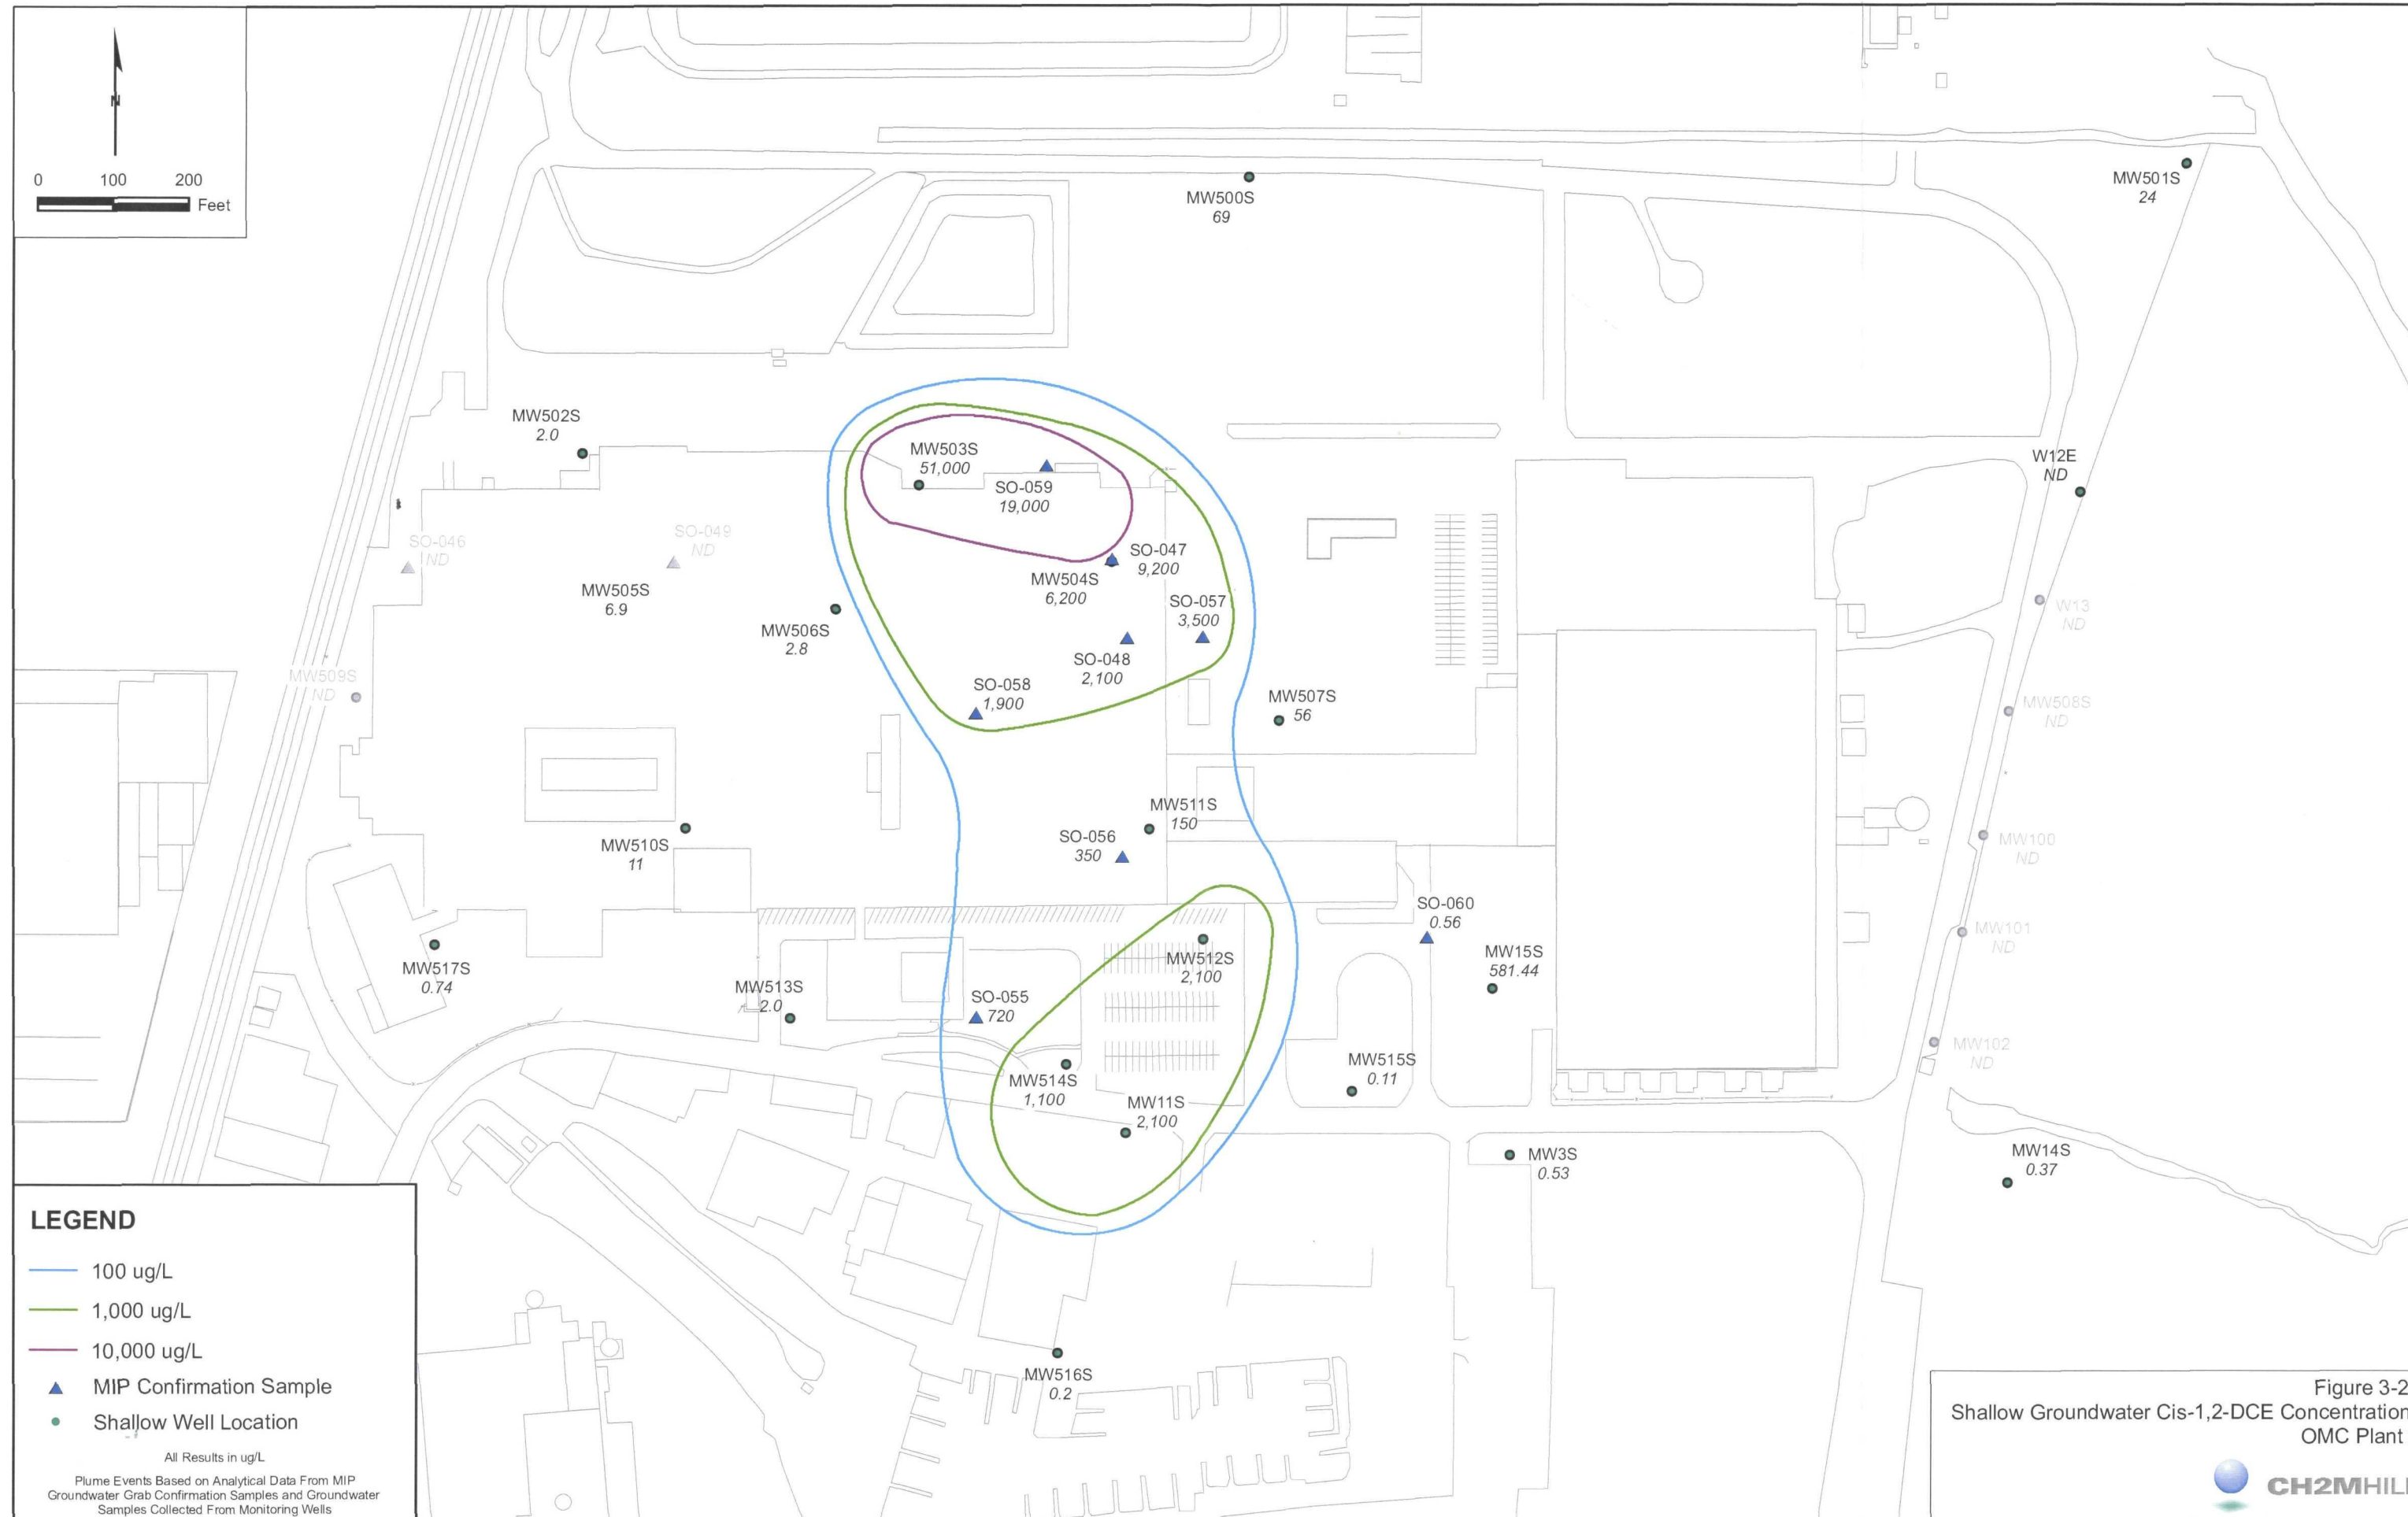 N
0 100 200
Feet
MW500S
69
MW501S
24
MW502S
2.0
MW503S
51,000
SO-059
19,000
W12E
ND
SO-046
ND
SO-049
ND
SO-047
9,200
MW504S
6,200
MW505S
6.9
SO-057
3,500
W13
ND
MW506S
2.8
SO-048
2,100
MW509S
ND
SO-058
1,900
MW507S
56
MW508S
ND
MW511S
150
SO-056
350
MW510S
11
MW100
ND
SO-060
0.56
MW101
ND
MW517S
0.74
MW512S
2,100
MW15S
581.44
MW513S
2.0
SO-055
720
MW102
ND
MW514S
1,100
MW515S
0.11
MW11S
2,100
MW3S
0.53
MW14S
0.37
MW516S
0.2
LEGEND
100 ug/L
1,000 ug/L
10,000 ug/L
MIP Confirmation Sample
Shallow Well Location
All Results in ug/L
Plume Events Based on Analytical Data From MIP
Groundwater Grab Confirmation Samples and Groundwater
Samples Collected From Monitoring Wells
Figure 3-2
Shallow Groundwater Cis-1,2-DCE Concentration
OMC Plant
CH2MHILL